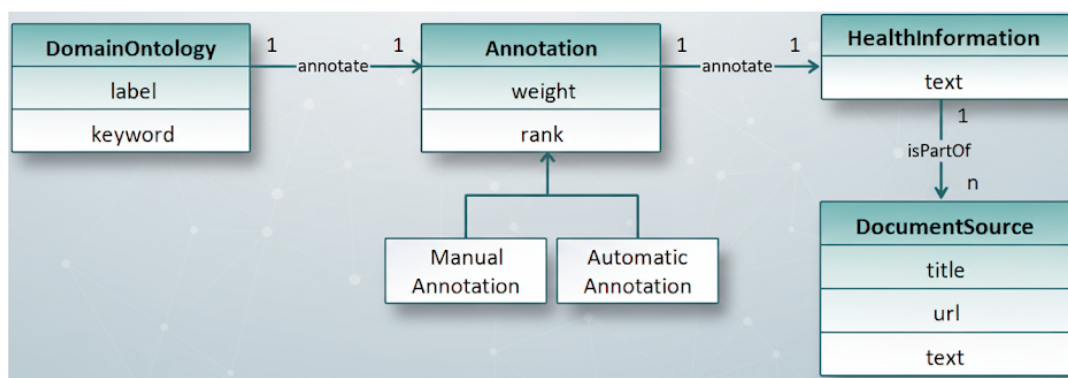 DomainOntology
label
keyword
1
annotate
1
Annotation
weight
rank
1
annotate
1
HealthInformation
text
1
isPartOf
n
Manual
Annotation
Automatic
Annotation
DocumentSource
title
url
text